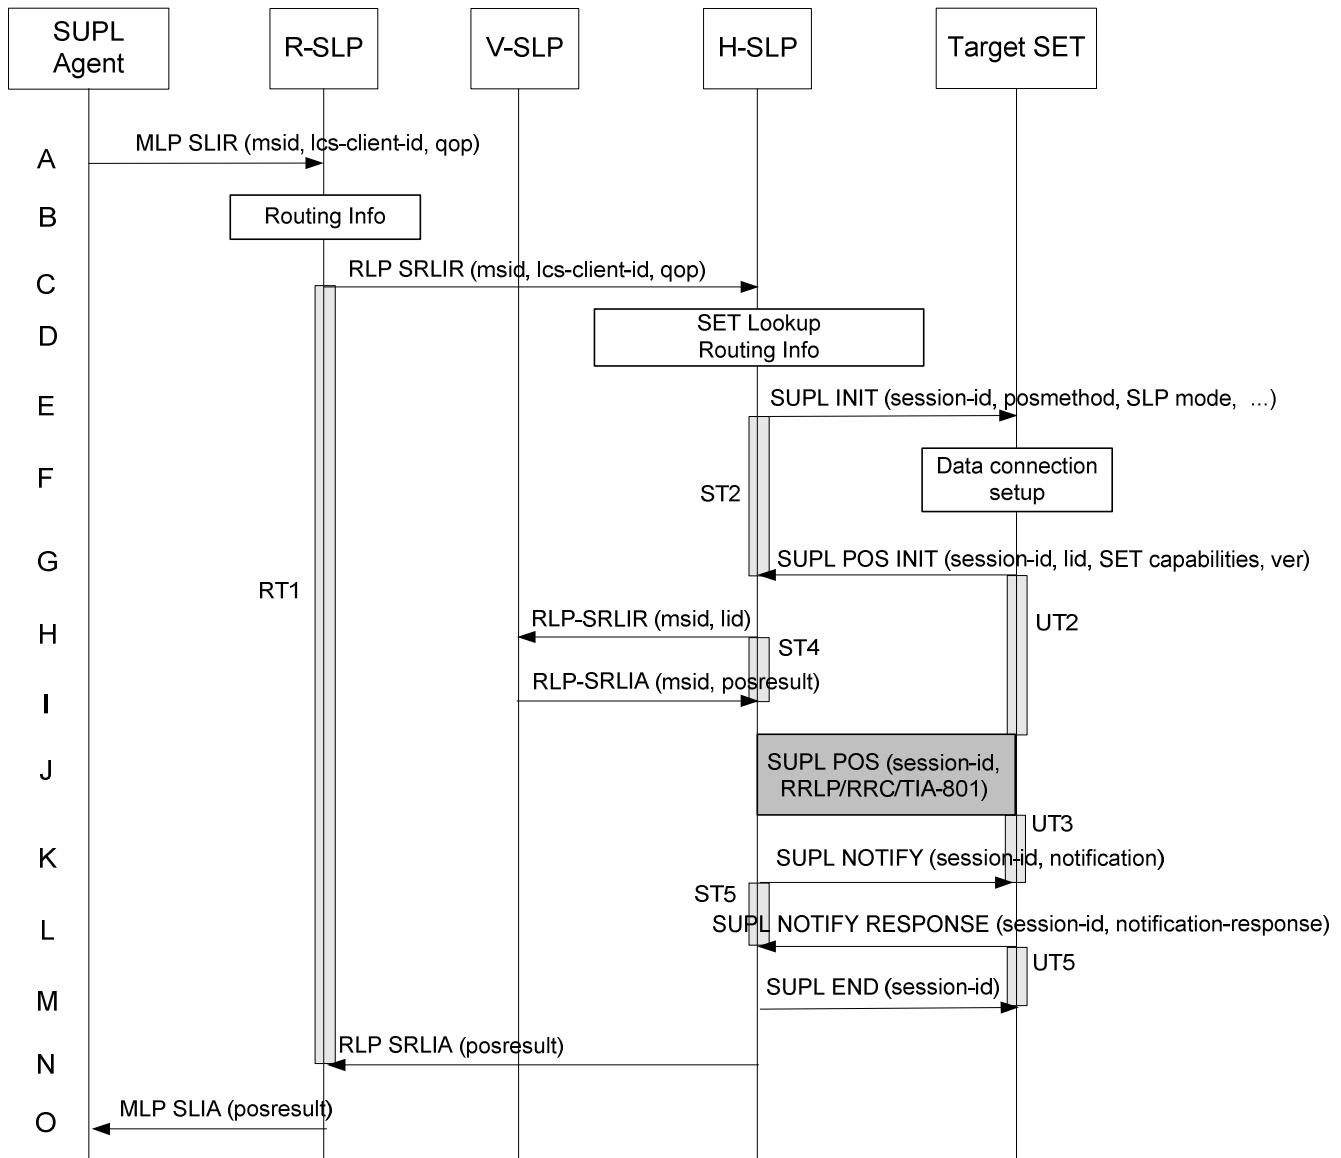 SUPL
Agent
R-SLP
V-SLP
H-SLP
Target SET
A
MLP SLIR (msid, lcs-client-id, qop)
B
Routing Info
C
RLP SRLIR (msid, lcs-client-id, qop)
D
SET Lookup
Routing Info
E
SUPL INIT (session-id, posmethod, SLP mode, ...)
F
Data connection
setup
ST2
G
SUPL POS INIT (session-id, lid, SET capabilities, ver)
RT1
H
RLP-SRLIR (msid, lid)
UT2
ST4
I
RLP-SRLIA (msid, posresult)
J
SUPL POS (session-id,
RRLP/RRC/TIA-801)
UT3
K
SUPL NOTIFY (session-id, notification)
ST5
L
SUPL NOTIFY RESPONSE (session-id, notification-response)
UT5
M
SUPL END (session-id)
N
RLP SRLIA (posresult)
O
MLP SLIA (posresult)